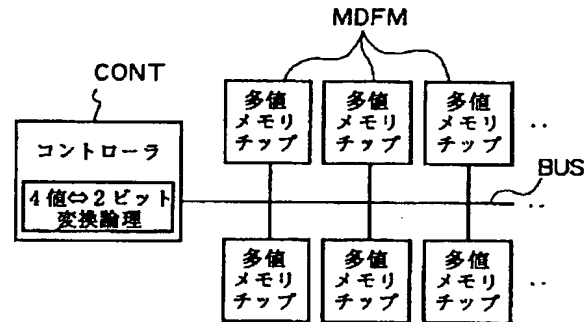 MDFM
CONT
多値
メモリ
チップ
多値
メモリ
チップ
多値
メモリ
チップ
‥
コントローラ
4値⇔2ビット
変換論理
BUS
‥
多値
メモリ
チップ
多値
メモリ
チップ
多値
メモリ
チップ
‥